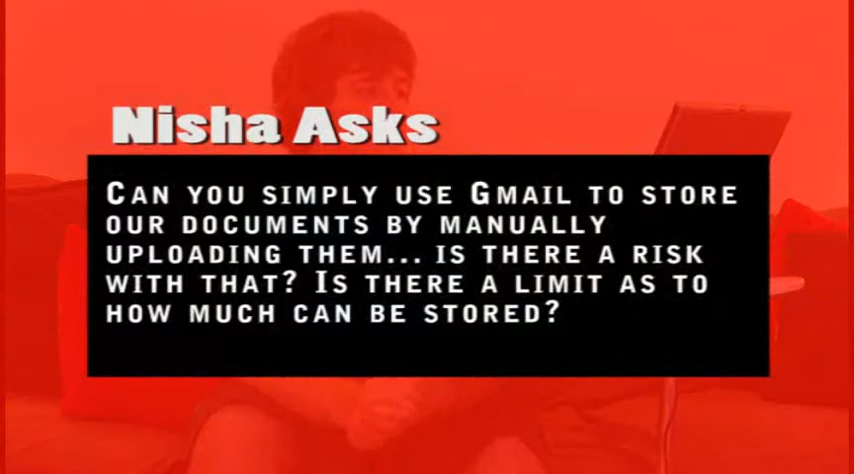 Nisha Asks
Can you simply use Gmail to store
our documents by manually
uploading them... is there a risk
with that? Is there a limit as to
how much can be stored?